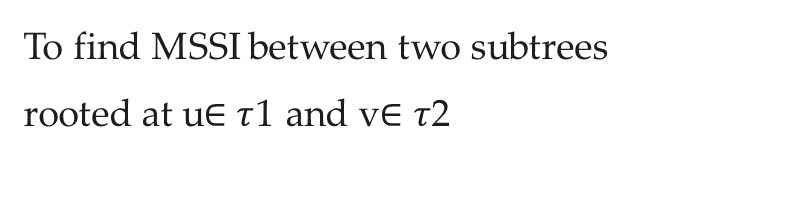 To find MSSI between two subtrees
rooted at u∈ τ1 and v∈ τ2